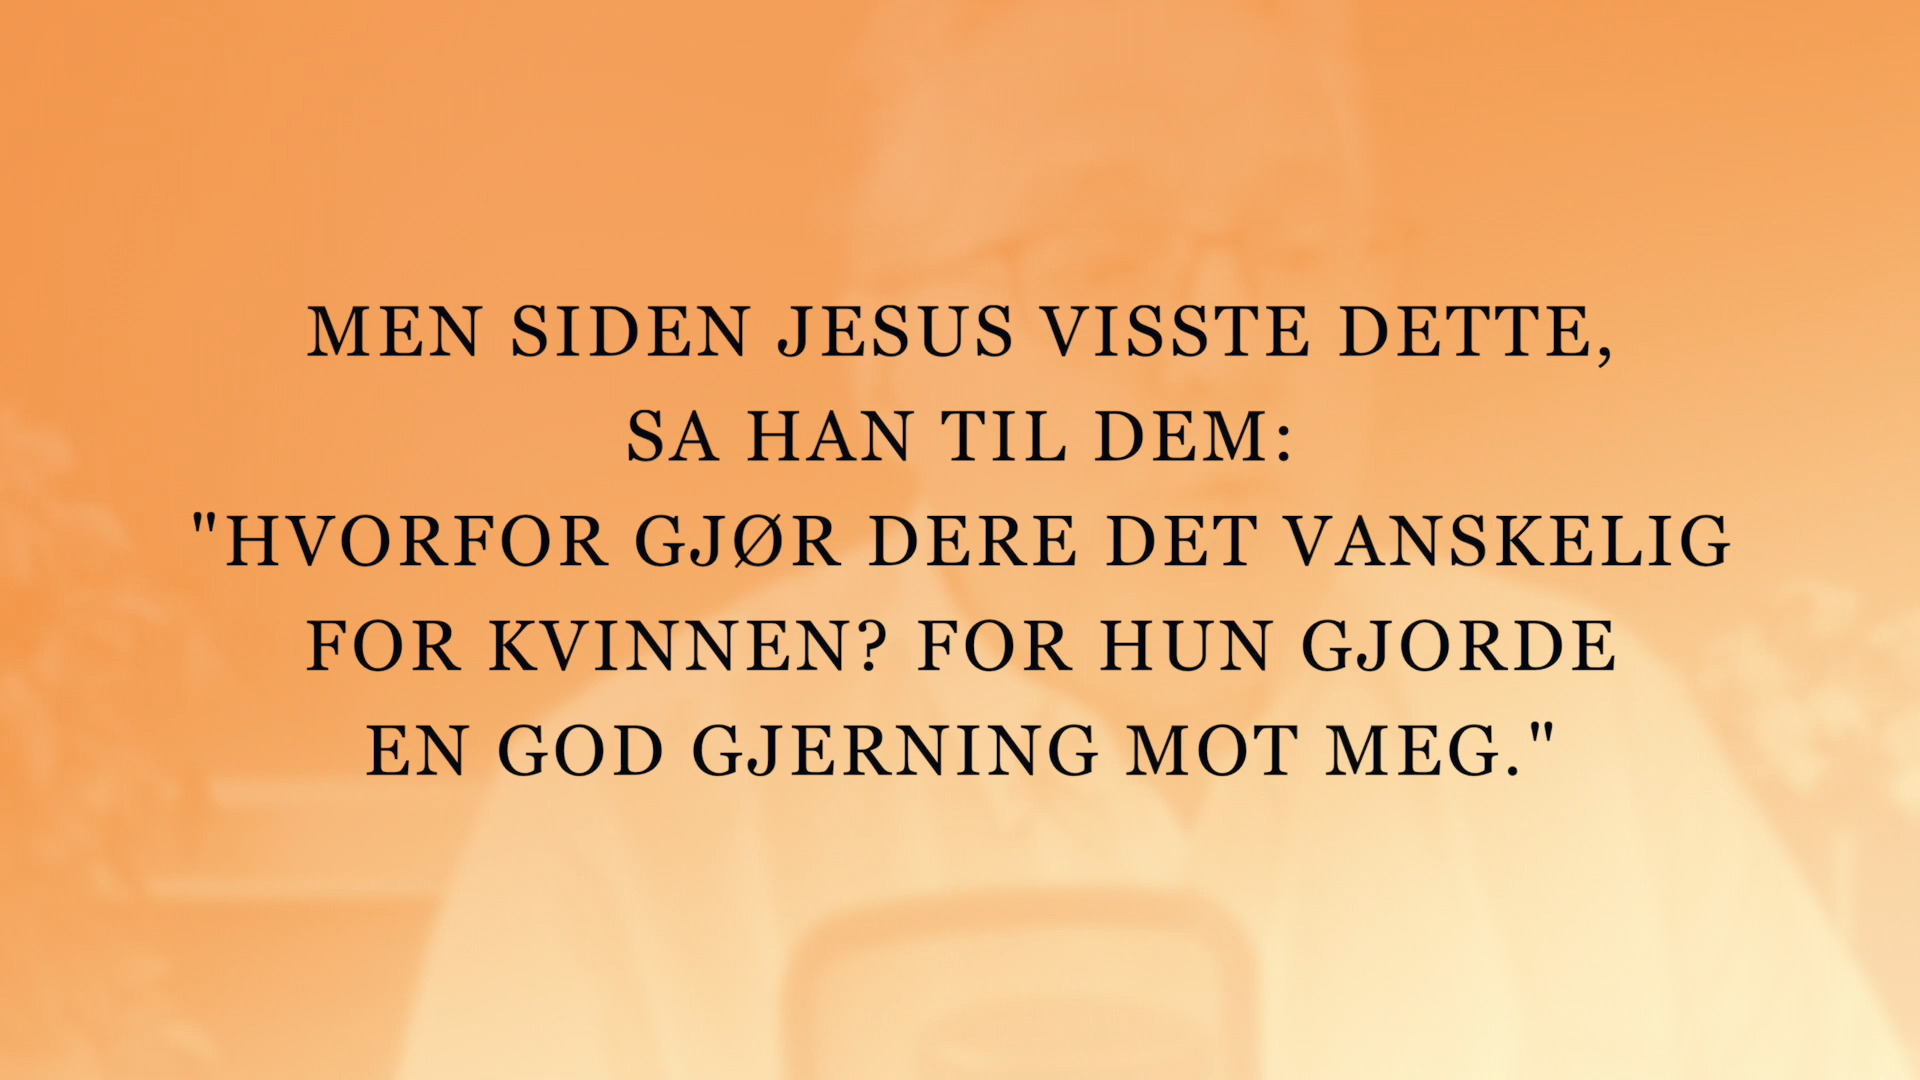 MEN SIDEN JESUS VISSTE DETTE,
SA HAN TIL DEM:
"HVORFOR GJØR DERE DET VANSKELIG
FOR KVINNEN? FOR HUN GJORDE
EN GOD GJERNING MOT MEG."